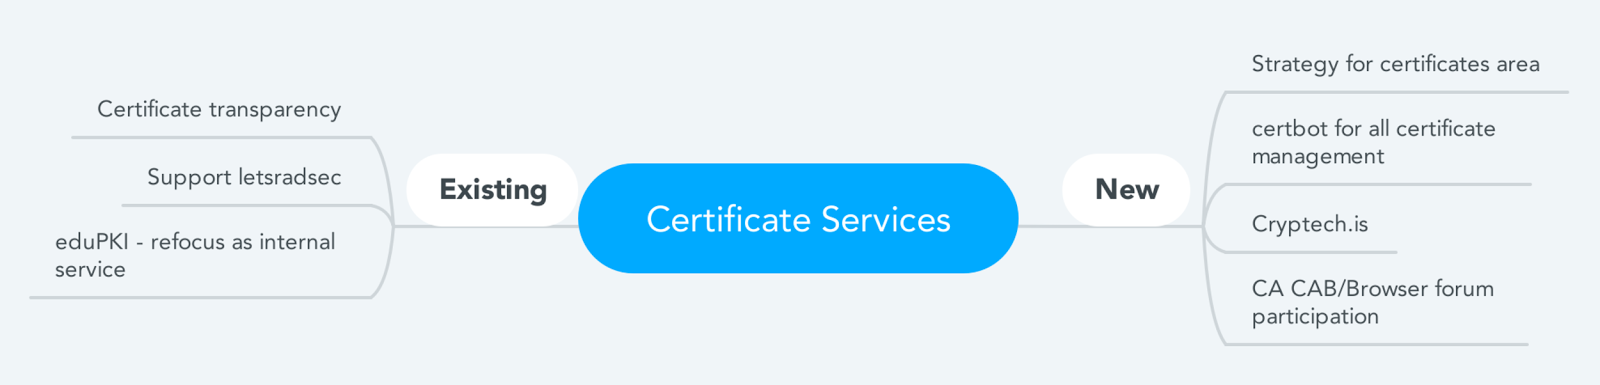 Certificate transparency
Support letsradsec
eduPKI - refocus as internal
service
Existing
Certificate Services
New
Strategy for certificates area
certbot for all certificate
management
Cryptech.is
CA CAB/Browser forum
participation